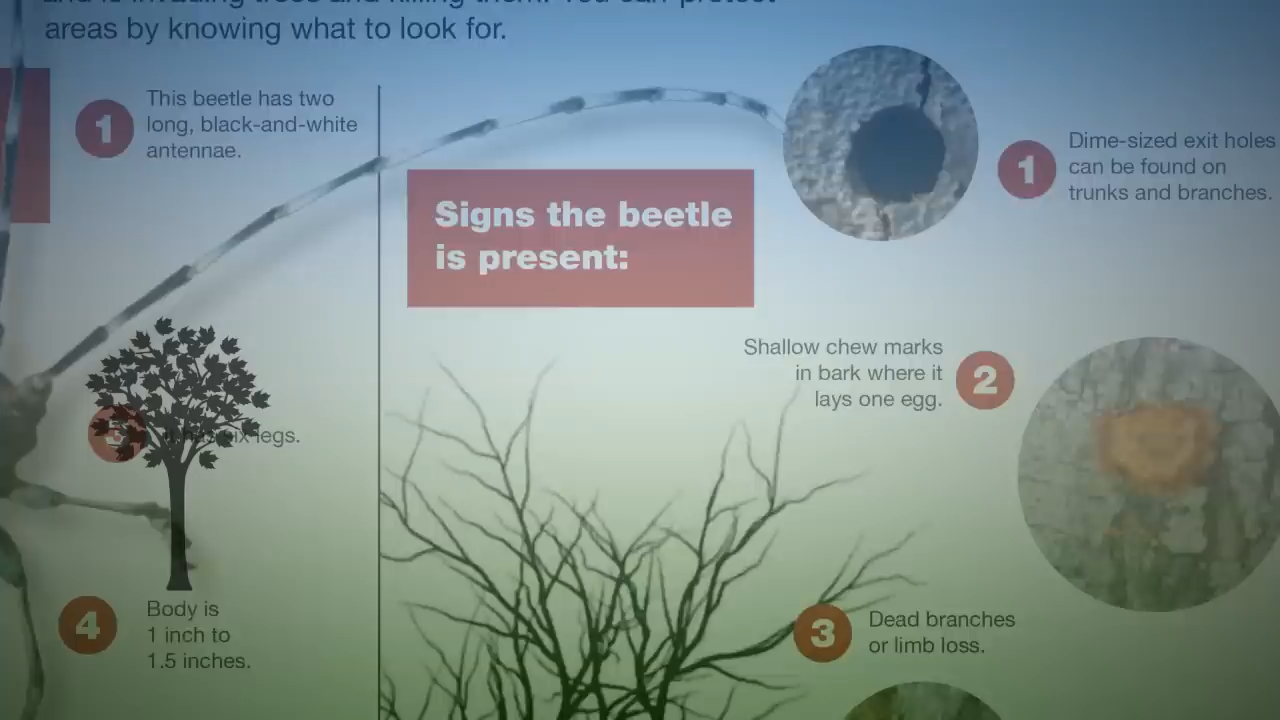 areas by knowing what to look for.
1
This beetle has two
long, black-and-white
antennae.
legs.
4
Body is
1 inch to
1.5 inches.
Signs the beetle
is present:
1
Dime-sized exit holes
can be found on
trunks and branches.
Shallow chew marks
in bark where it
lays one egg.
2
3
Dead branches
or limb loss.